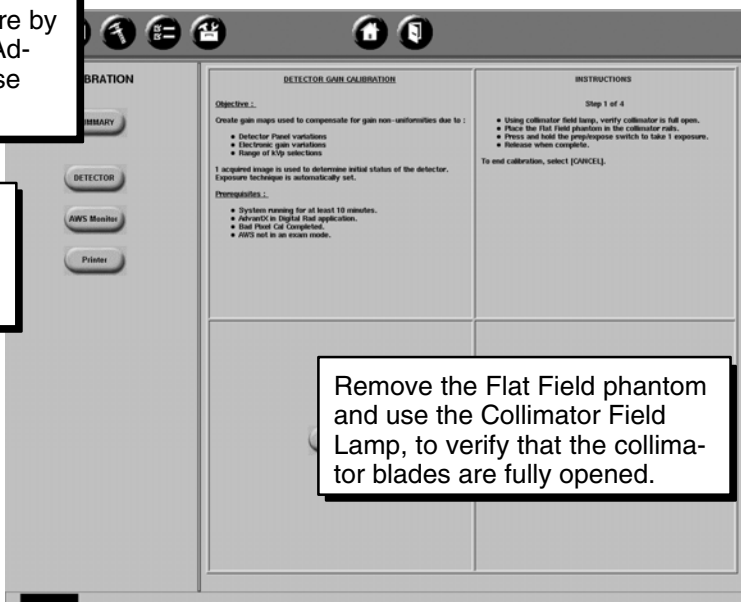 re by
Ad-
se
BRATION
DETECTOR
AWS Monitor
Printer
DETECTOR GAIN CALIBRATION
Objective :
Create gain maps used to compensate for gain non-uniformities due to :
● Detector Panel variations
● Electronic gain variations
● Range of kVp selections
1 acquired image is used to determine initial status of the detector.
Exposure technique is automatically set.
Prerequisites :
● System running for at least 10 minutes.
● AdvantX in Digital Rad application.
● Bad Pixel Cal Completed.
● AWS not in an exam mode.
INSTRUCTIONS
Step 1 of 4
● Using collimator field lamp, verify collimator is full open.
● Place the Flat Field phantom in the collimator rails.
● Press and hold the prep/expose switch to take 1 exposure.
● Release when complete.
To end calibration, select [CANCEL].
Remove the Flat Field phantom
and use the Collimator Field
Lamp, to verify that the collima-
tor blades are fully opened.